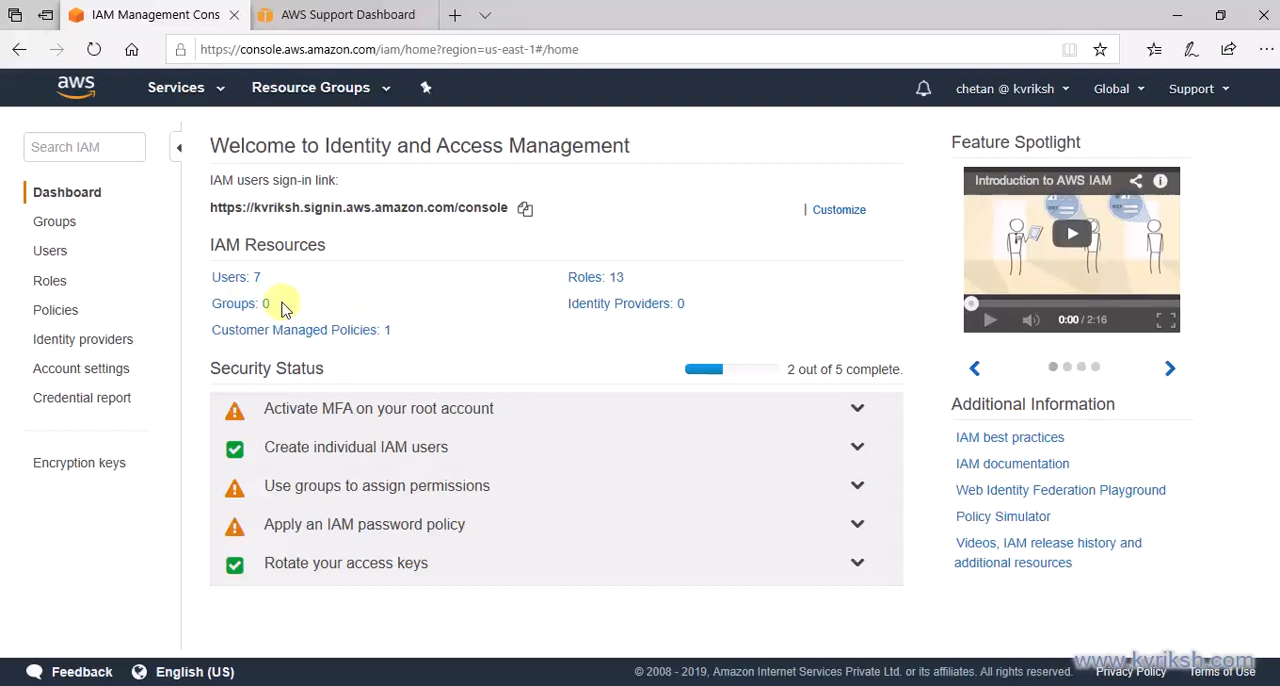 IAM Management Cons
AWS Support Dashboard
https://console.aws.amazon.com/iam/home?region=us-east-1#/home
aws
Services
Resource Groups
chetan @ kvriksh
Global
Support
Search IAM
Dashboard
Groups
Users
Roles
Policies
Identity providers
Account settings
Credential report
Encryption keys
Welcome to Identity and Access Management
IAM users sign-in link:
https://kvriksh.signin.aws.amazon.com/console
| Customize
IAM Resources
Users: 7
Roles: 13
Groups: 0
Identity Providers: 0
Customer Managed Policies: 1
Security Status
2 out of 5 complete.
Activate MFA on your root account
Create individual IAM users
Use groups to assign permissions
Apply an IAM password policy
Rotate your access keys
Feature Spotlight
Introduction to AWS IAM
0:00 / 2:16
Additional Information
IAM best practices
IAM documentation
Web Identity Federation Playground
Policy Simulator
Videos, IAM release history and
additional resources
Feedback
English (US)
© 2008 - 2019, Amazon Internet Services Private Ltd. or its affiliates. All rights reserved.
Privacy Policy
Terms of Use
www.kvriksh.com